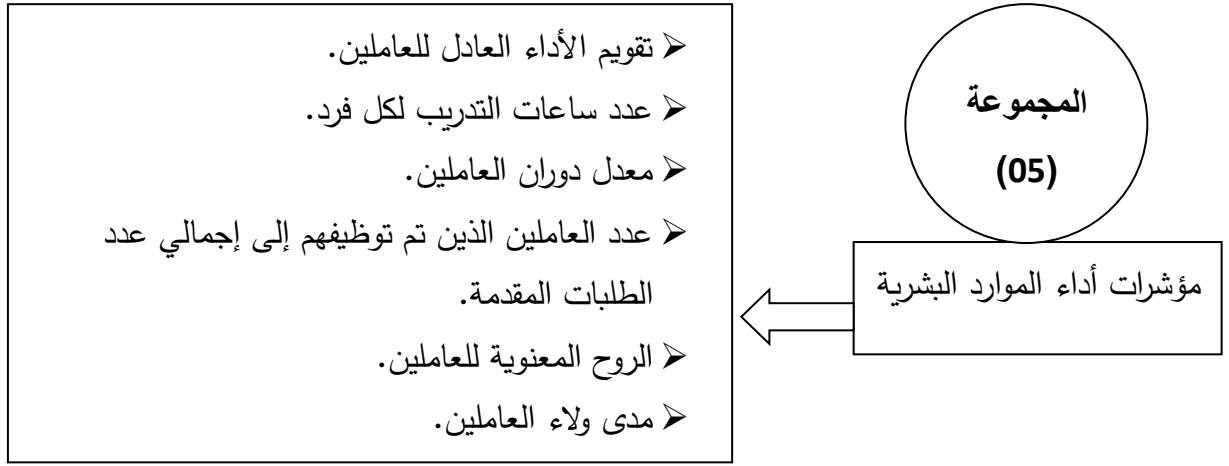 المجموعة
(05)
مؤشرات أداء الموارد البشرية
⮚ تقويم الأداء العادل للعاملين.
⮚ عدد ساعات التدريب لكل فرد.
⮚ معدل دوران العاملين.
⮚ عدد العاملين الذين تم توظيفهم إلى إجمالي عدد
الطلبات المقدمة.
⮚ الروح المعنوية للعاملين.
⮚ مدى ولاء العاملين.